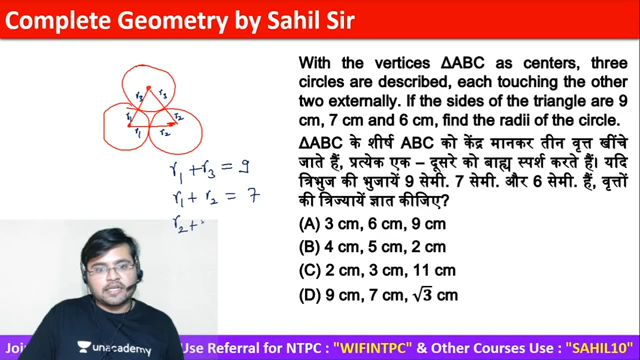 Complete Geometry by Sahil Sir
With the vertices ΔABC as centers, three
circles are described, each touching the other
two externally. If the sides of the triangle are 9
cm, 7 cm and 6 cm, find the radii of the circle.
ΔABC के शीर्ष ABC को केंद्र मानकर तीन वृत्त खींचे
जाते हैं, प्रत्येक एक – दूसरे को बाह्य स्पर्श करते हैं। यदि
त्रिभुज की भुजायें 9 सेमी. 7 सेमी. और 6 सेमी. हैं, वृत्तों
की त्रिज्यायें ज्ञात कीजिए?
(A) 3 cm, 6 cm, 9 cm
(B) 4 cm, 5 cm, 2 cm
(C) 2 cm, 3 cm, 11 cm
(D) 9 cm, 7 cm, √3 cm
r3 r3
r1 r2
r1 r2
r1 + r3 = 9
r1 + r2 = 7
r2 +
unacademy
Use Referral for NTPC : "WIFINTPC" & Other Courses Use : "SAHIL10"